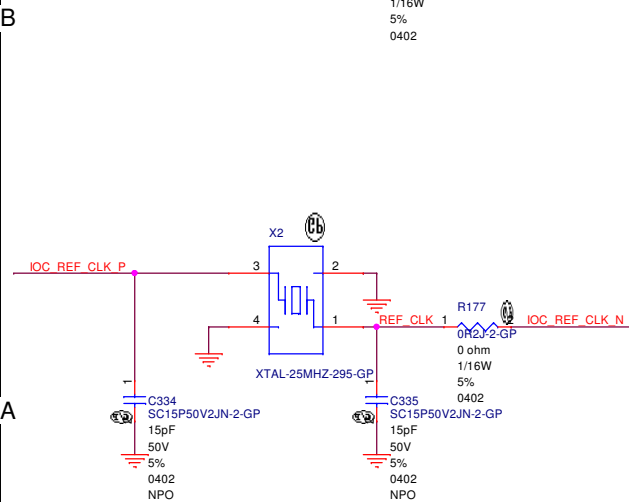 B
1/16W
5%
0402
X2
IOC_REF_CLK_P
3
2
4
1
REF_CLK
1
R177
IOC_REF_CLK_N
0R2J-2-GP
0 ohm
1/16W
5%
0402
XTAL-25MHZ-295-GP
A
1
C334
SC15P50V2JN-2-GP
15pF
50V
5%
0402
NPO
1
C335
SC15P50V2JN-2-GP
15pF
50V
5%
0402
NPO